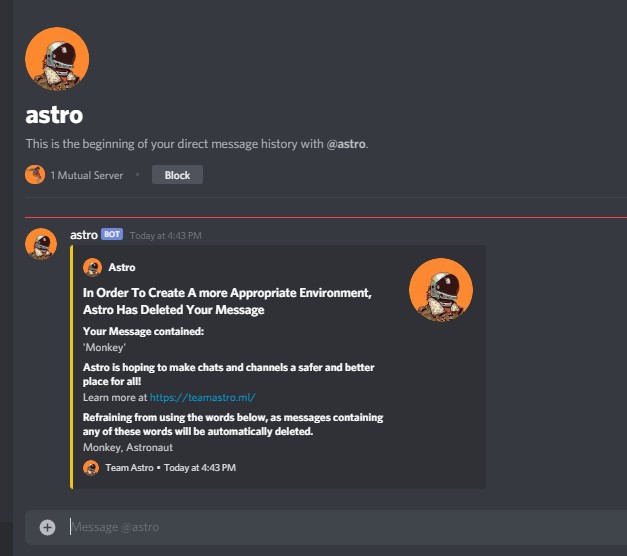 astro
This is the beginning of your direct message history with @astro.
1 Mutual Server • Block
astro BOT Today at 4:43 PM
Astro
In Order To Create A more Appropriate Environment,
Astro Has Deleted Your Message
Your Message contained:
'Monkey'
Astro is hoping to make chats and channels a safer and better
place for all!
Learn more at https://teamastro.ml/
Refraining from using the words below, as messages containing
any of these words will be automatically deleted.
Monkey, Astronaut
Team Astro • Today at 4:43 PM
Message @astro